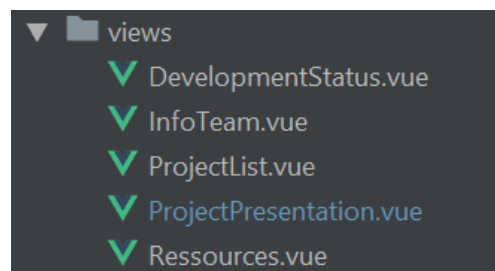 views
DevelopmentStatus.vue
InfoTeam.vue
ProjectList.vue
ProjectPresentation.vue
Ressources.vue